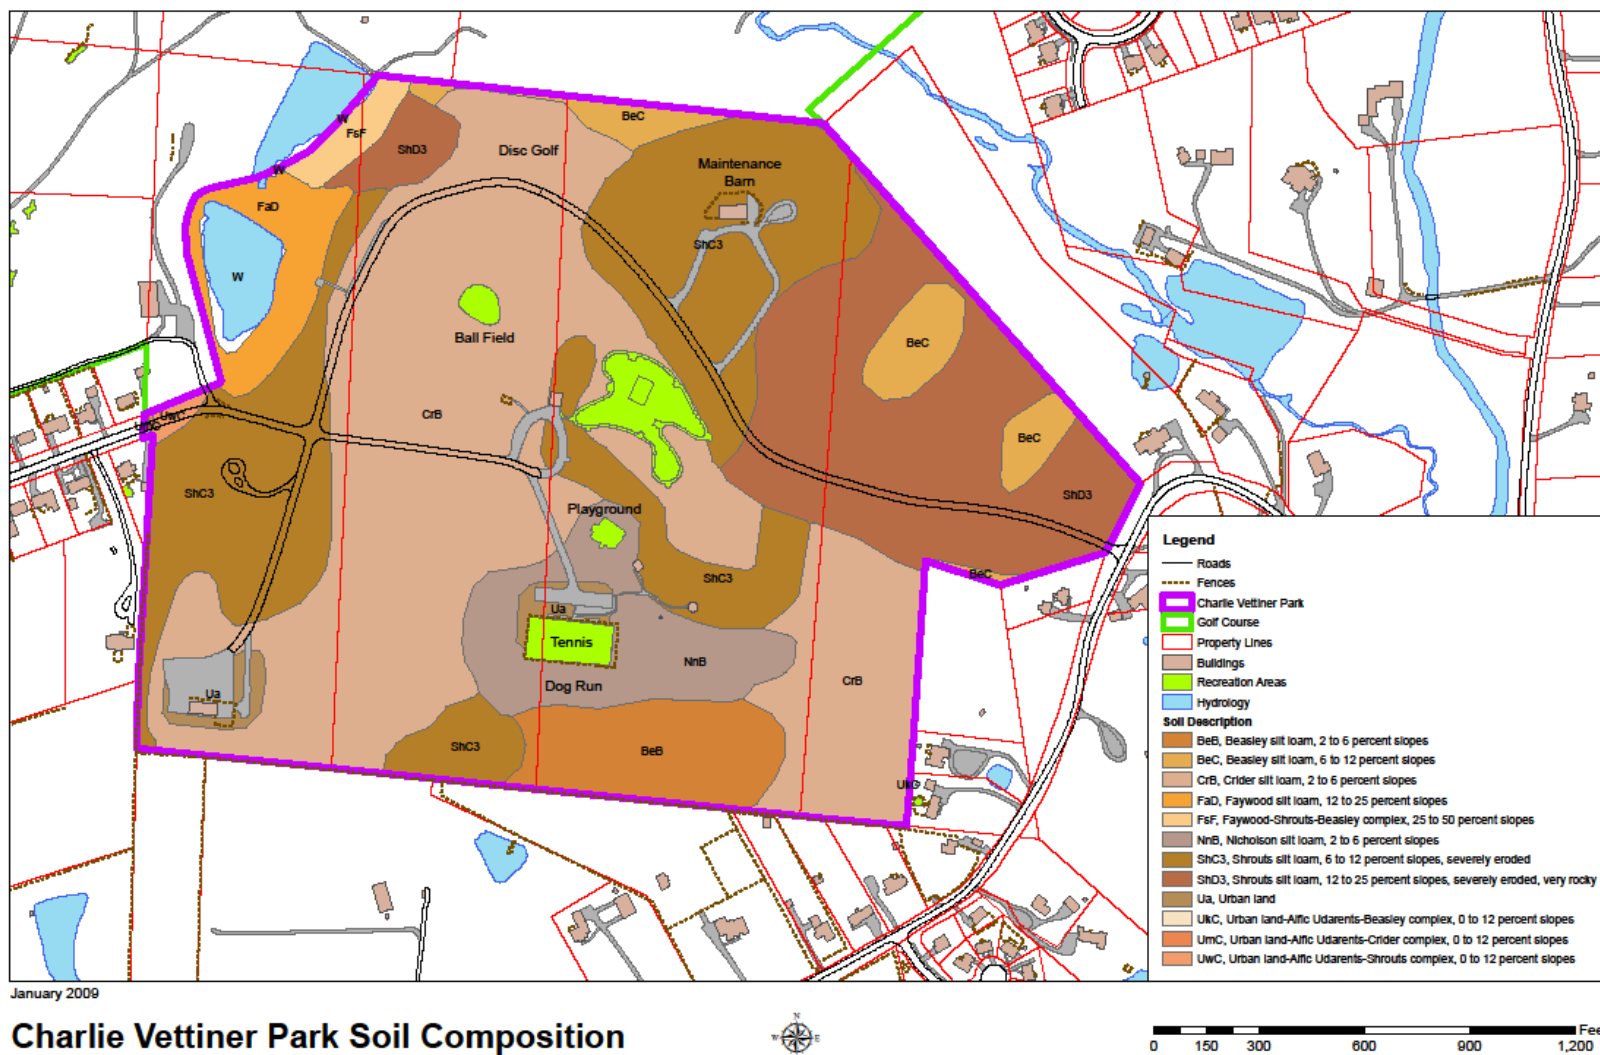 W
FsF
BeC
ShD3
Disc Golf
Maintenance
Barn
W
FaD
ShC3
W
Ball Field
BeC
CrB
UwC
BeC
ShC3
ShD3
Playground
BeC
ShC3
Ua
Tennis
NnB
CrB
Dog Run
Ua
ShC3
BeB
UkC
Legend
Roads
Fences
Charlie Vettiner Park
Golf Course
Property Lines
Buildings
Recreation Areas
Hydrology
Soil Description
BeB, Beasley silt loam, 2 to 6 percent slopes
BeC, Beasley silt loam, 6 to 12 percent slopes
CrB, Crider silt loam, 2 to 6 percent slopes
FaD, Faywood silt loam, 12 to 25 percent slopes
FsF, Faywood-Shrouts-Beasley complex, 25 to 50 percent slopes
NnB, Nicholson silt loam, 2 to 6 percent slopes
ShC3, Shrouts silt loam, 6 to 12 percent slopes, severely eroded
ShD3, Shrouts silt loam, 12 to 25 percent slopes, severely eroded, very rocky
Ua, Urban land
UkC, Urban land-Alfic Udarents-Beasley complex, 0 to 12 percent slopes
UmC, Urban land-Alfic Udarents-Crider complex, 0 to 12 percent slopes
UwC, Urban land-Alfic Udarents-Shrouts complex, 0 to 12 percent slopes
January 2009
Charlie Vettiner Park Soil Composition
N
W E
S
Fee
0 150 300 600 900 1,200